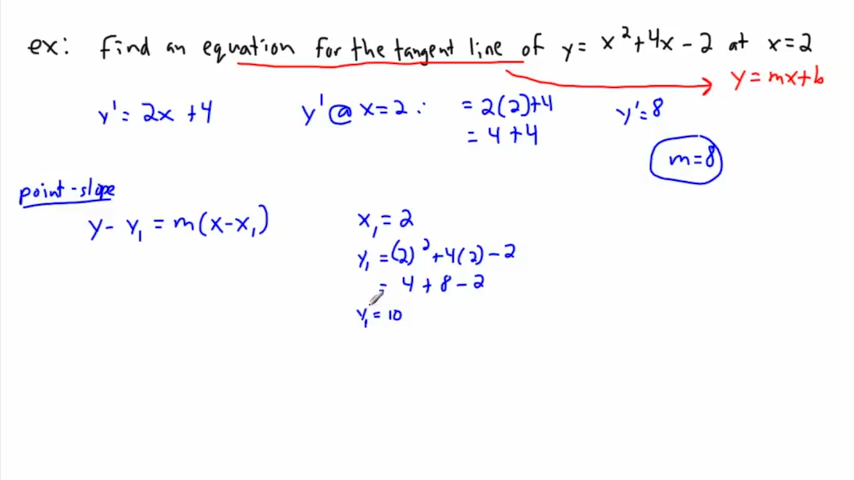 ex: Find an equation for the tangent line of y = x² + 4x - 2 at x = 2
y = mx + b
y' = 2x + 4 y' @ x = 2 ∴ = 2(2) + 4 y' = 8
= 4 + 4
m = 8
point-slope
y - y₁ = m(x - x₁) x₁ = 2
y₁ = (2)² + 4(2) - 2
= 4 + 8 - 2
y₁ = 10